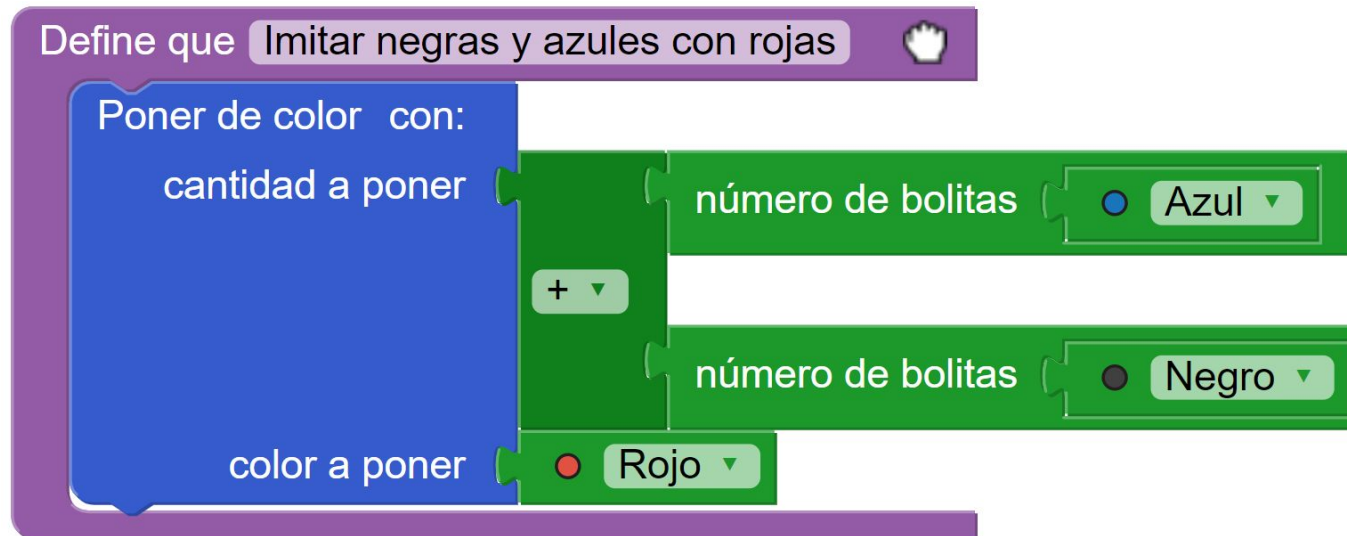 Define que Imitar negras y azules con rojas
Poner de color con:
cantidad a poner
número de bolitas Azul
+
número de bolitas Negro
color a poner Rojo